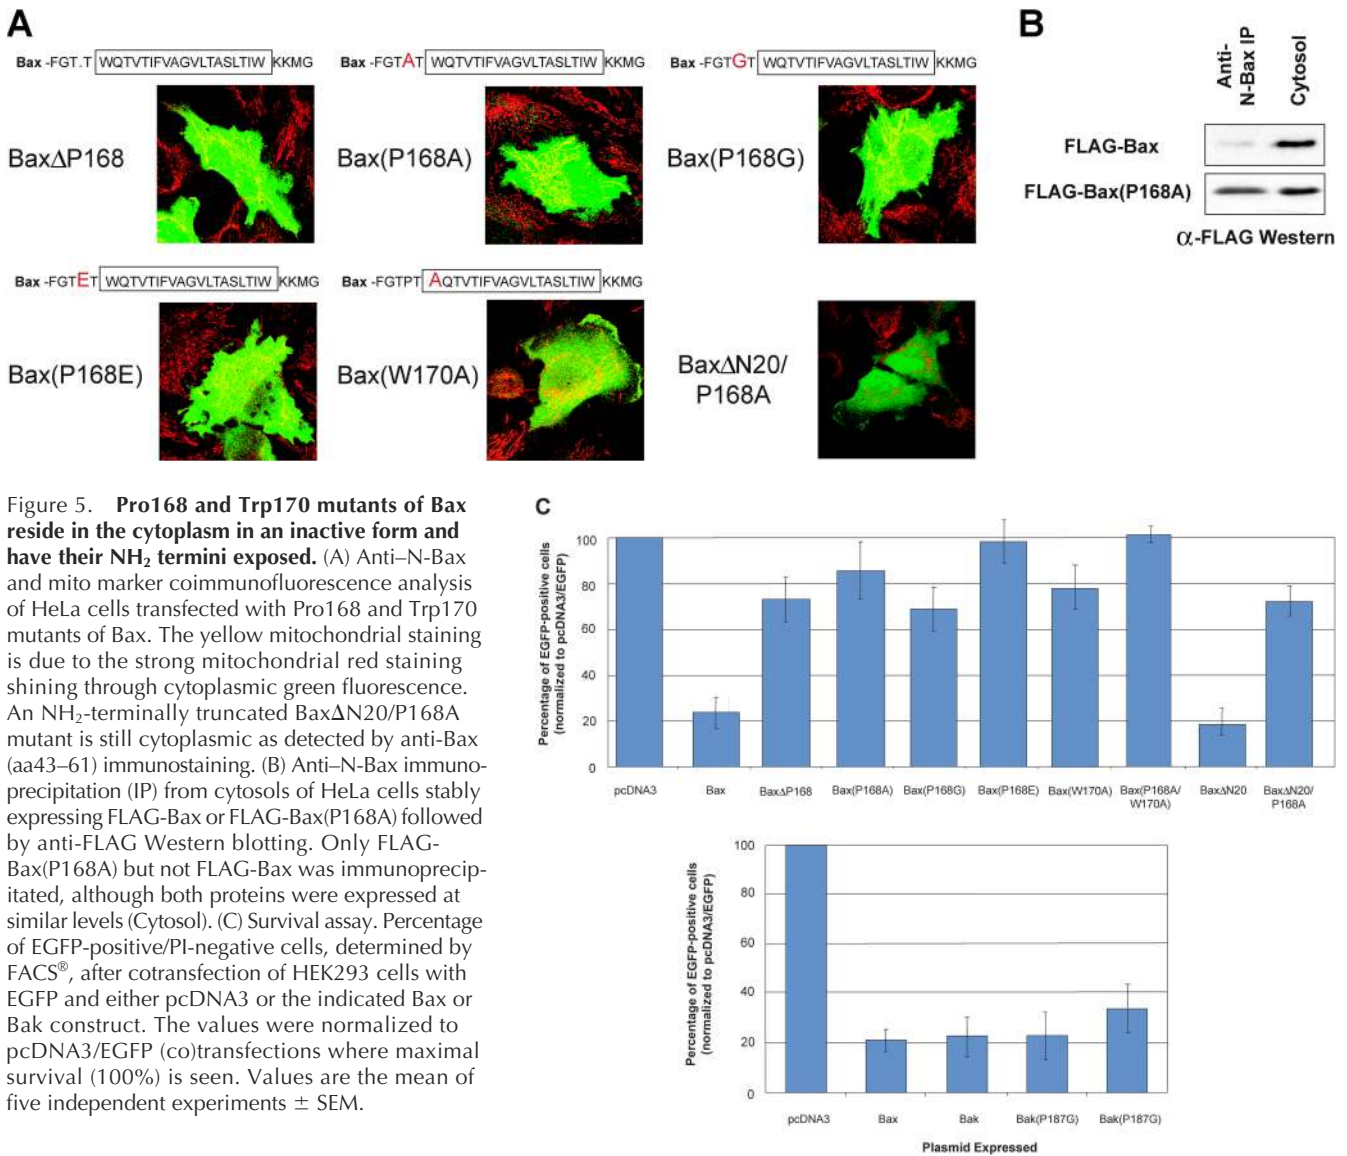 A
Bax -FGT.T WQTVTIFVAGVLTASLTIW KKMG
Bax -FGTAT WQTVTIFVAGVLTASLTIW KKMG
Bax -FGTGT WQTVTIFVAGVLTASLTIW KKMG
BaxΔP168
Bax(P168A)
Bax(P168G)
Bax -FGTET WQTVTIFVAGVLTASLTIW KKMG
Bax -FGTPT AQTVTIFVAGVLTASLTIW KKMG
Bax(P168E)
Bax(W170A)
BaxΔN20/
P168A
B
Anti-
N-Bax IP
Cytosol
FLAG-Bax
FLAG-Bax(P168A)
α-FLAG Western
Figure 5. Pro168 and Trp170 mutants of Bax
reside in the cytoplasm in an inactive form and
have their NH₂ termini exposed. (A) Anti–N-Bax
and mito marker coimmunofluorescence analysis
of HeLa cells transfected with Pro168 and Trp170
mutants of Bax. The yellow mitochondrial staining
is due to the strong mitochondrial red staining
shining through cytoplasmic green fluorescence.
An NH₂-terminally truncated BaxΔN20/P168A
mutant is still cytoplasmic as detected by anti-Bax
(aa43–61) immunostaining. (B) Anti–N-Bax immuno-
precipitation (IP) from cytosols of HeLa cells stably
expressing FLAG-Bax or FLAG-Bax(P168A) followed
by anti-FLAG Western blotting. Only FLAG-
Bax(P168A) but not FLAG-Bax was immunoprecip-
itated, although both proteins were expressed at
similar levels (Cytosol). (C) Survival assay. Percentage
of EGFP-positive/PI-negative cells, determined by
FACS®, after cotransfection of HEK293 cells with
EGFP and either pcDNA3 or the indicated Bax or
Bak construct. The values were normalized to
pcDNA3/EGFP (co)transfections where maximal
survival (100%) is seen. Values are the mean of
five independent experiments ± SEM.
C
Percentage of EGFP-positive cells
(normalized to pcDNA3/EGFP)
100
80
60
40
20
0
pcDNA3
Bax
BaxΔP168
Bax(P168A)
Bax(P168G)
Bax(P168E)
Bax(W170A)
Bax(P168A/
W170A)
BaxΔN20
BaxΔN20/
P168A
Percentage of EGFP-positive cells
(normalized to pcDNA3/EGFP)
100
80
60
40
20
0
pcDNA3
Bax
Bak
Bak(P187G)
Bak(P187G)
Plasmid Expressed